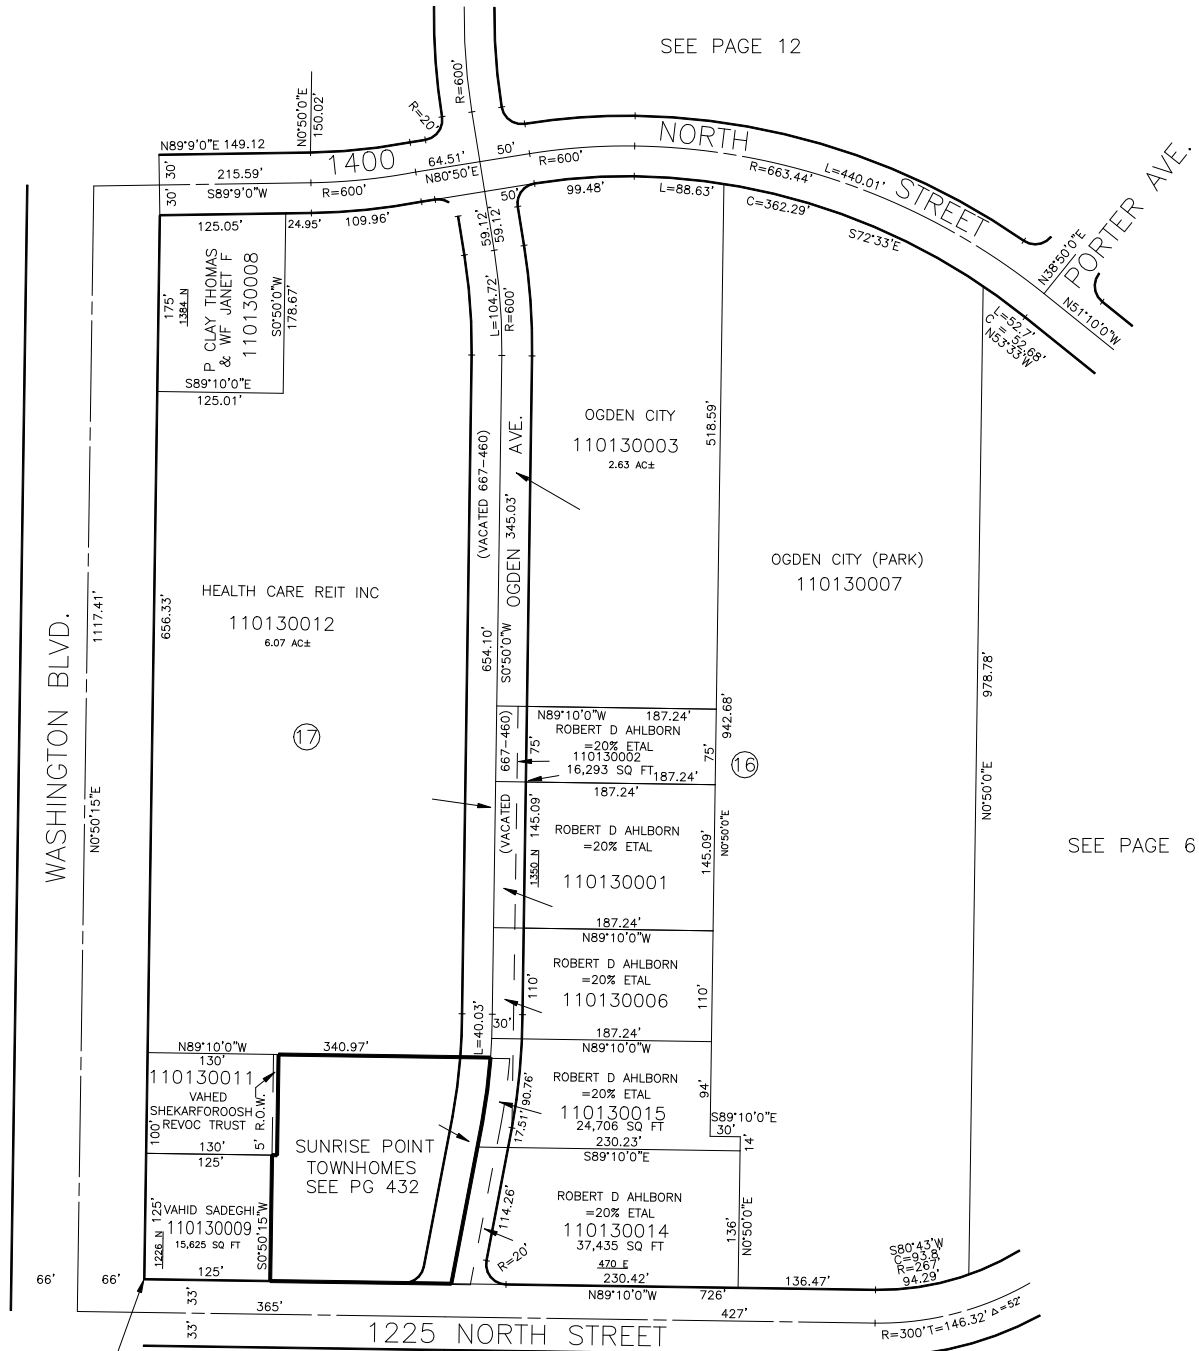 SEE PAGE 12
R=600'
R=20'
N0°50'0"E
150.02'
N89°9'0"E 149.12
30'
30'
215.59'
S89°9'0"W
1400
NORTH
STREET
64.51'
N80°50'E
50'
50'
R=600'
R=600'
99.48'
L=88.63'
R=663.44'
L=440.01'
C=362.29'
S72°33'E
PORTER AVE.
N38°50'0"E
N51°10'0"W
L=52.7'
C = 52.68'
N53°33'W
125.05'
24.95'
109.96'
59.12'
59.12'
L=104.72'
R=600'
175'
1384 N
P CLAY THOMAS
& WF JANET F
110130008
S0°50'0"W
178.67'
S89°10'0"E
125.01'
OGDEN CITY
110130003
2.63 AC±
518.59'
(VACATED 667-460)
OGDEN AVE.
345.03'
OGDEN CITY (PARK)
110130007
HEALTH CARE REIT INC
110130012
6.07 AC±
WASHINGTON BLVD.
1117.41'
N0°50'15"E
656.33'
654.10'
S0°50'0"W
978.78'
N0°50'0"E
17
16
(VACATED 667-460)
N89°10'0"W 187.24'
ROBERT D AHLBORN
=20% ETAL
110130002
16,293 SQ FT
187.24'
75'
75'
942.68'
N0°50'0"E
187.24'
145.09'
1350 N
ROBERT D AHLBORN
=20% ETAL
110130001
145.09'
SEE PAGE 6
187.24'
N89°10'0"W
ROBERT D AHLBORN
=20% ETAL
110130006
110'
110'
L=40.03'
30'
187.24'
N89°10'0"W
N89°10'0"W 340.97'
130'
110130011
VAHED
SHEKARFOROOSH
REVOC TRUST
100'
5' R.O.W.
130'
125'
ROBERT D AHLBORN
=20% ETAL
110130015
24,706 SQ FT
230.23'
S89°10'0"E
17.51' 90.76'
94'
S89°10'0"E
30'
14'
SUNRISE POINT
TOWNHOMES
SEE PG 432
VAHID SADEGHI
110130009
15,625 SQ FT
125'
1226 N
S0°50'15"W
125'
114.26'
R=20'
ROBERT D AHLBORN
=20% ETAL
110130014
37,435 SQ FT
470 E
230.42'
136'
N0°50'0"E
N89°10'0"W 726'
136.47'
S80°43'W
C=93.8'
R=267'
94.29'
66'
66'
33'
33'
365'
427'
1225 NORTH STREET
R=300' T=146.32' Δ=52°